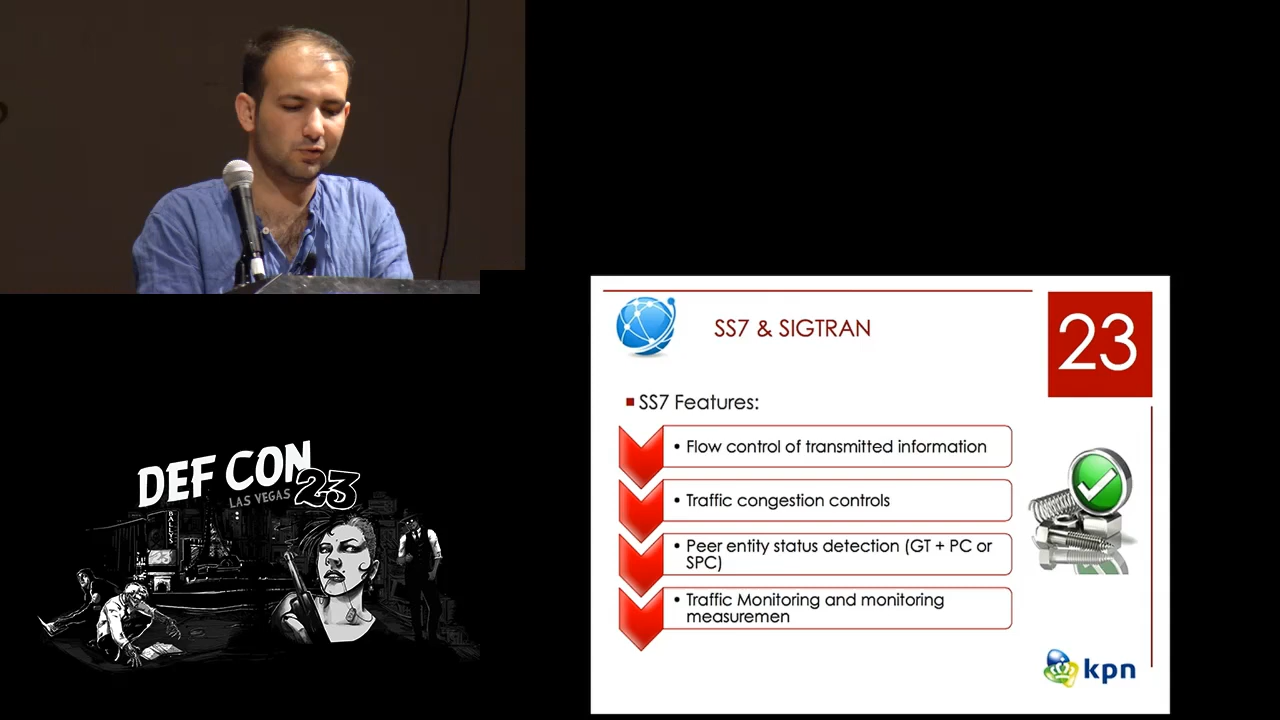 SS7 & SIGTRAN
23
SS7 Features:
• Flow control of transmitted information
• Traffic congestion controls
• Peer entity status detection (GT + PC or
SPC)
• Traffic Monitoring and monitoring
measuremen
kpn
DEF CON
LAS VEGAS 23
BALLYS